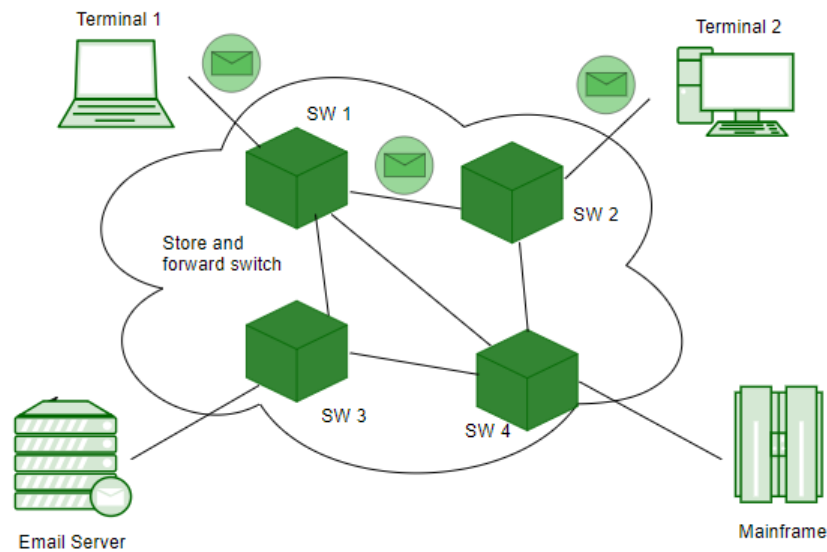 Terminal 1
Terminal 2
SW 1
SW 2
Store and
forward switch
SW 3
SW 4
Email Server
Mainframe